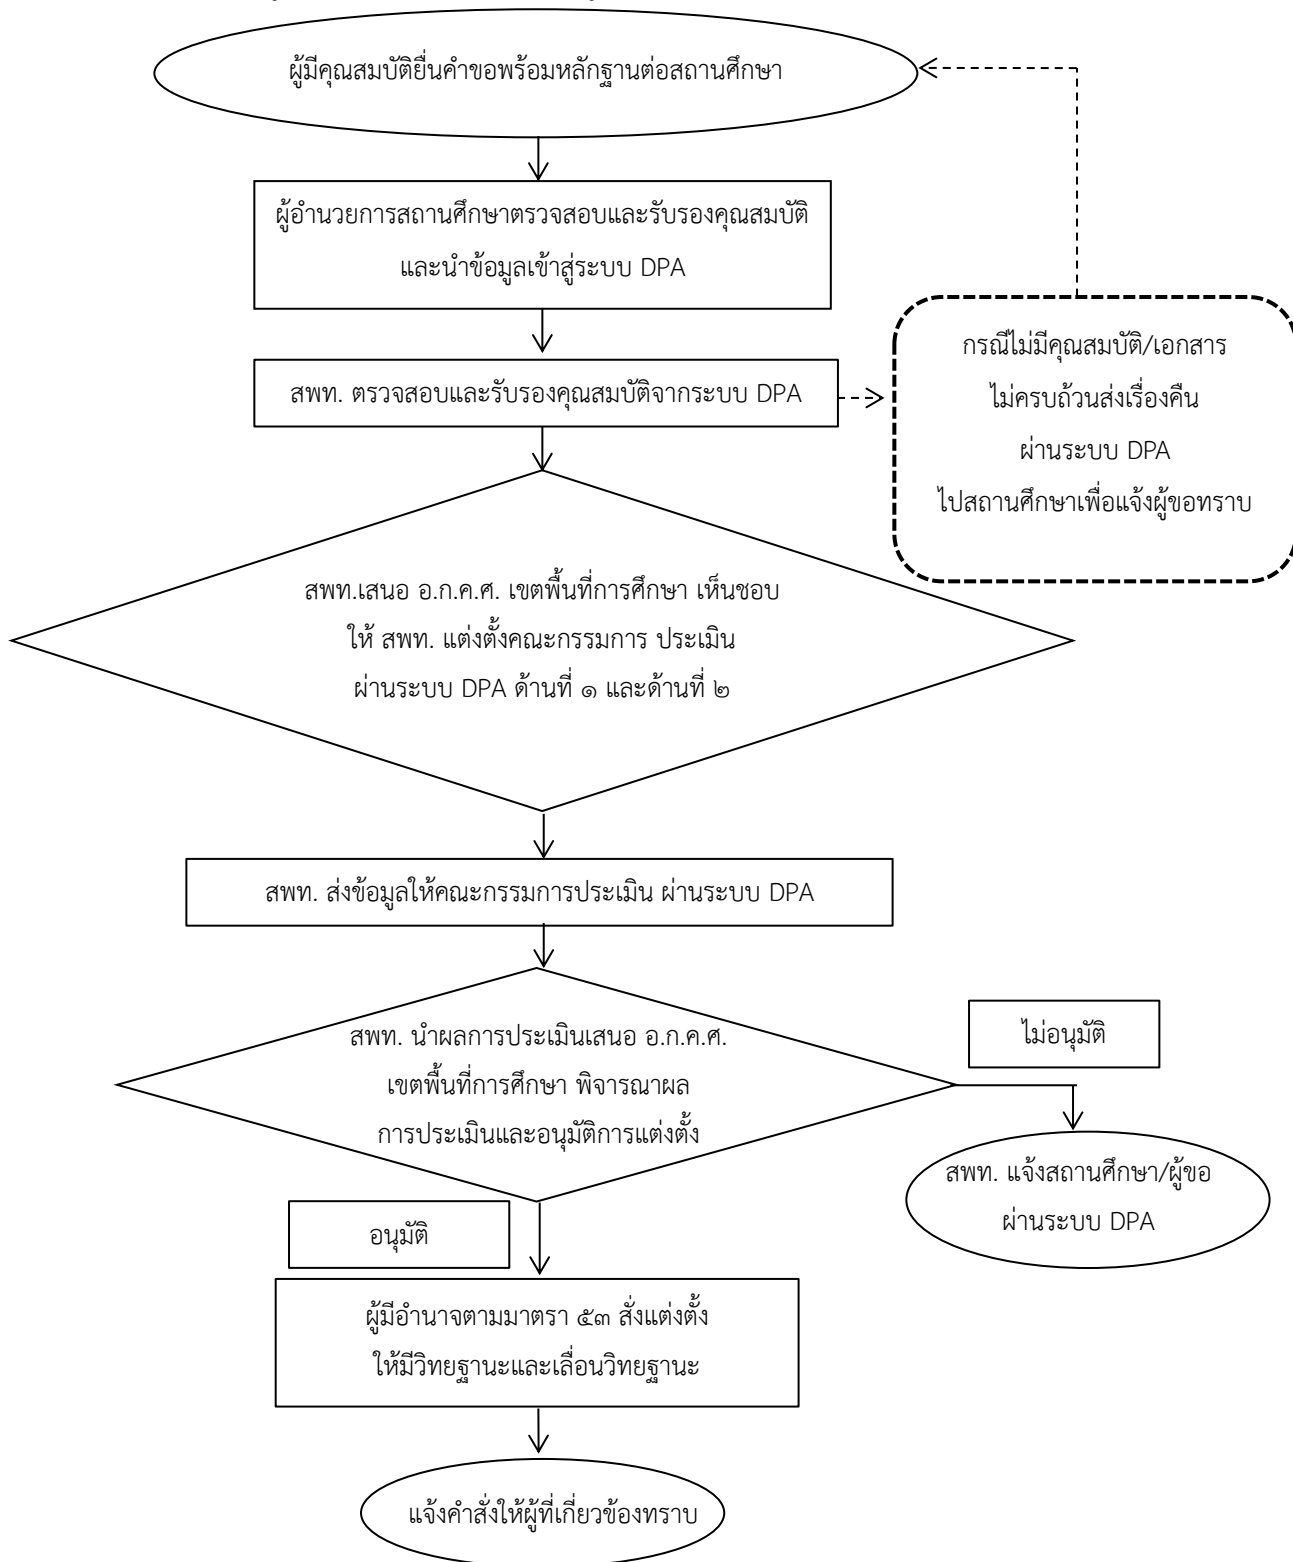 ผู้มีคุณสมบัติยื่นคำขอพร้อมหลักฐานต่อสถานศึกษา
ผู้อำนวยการสถานศึกษาตรวจสอบและรับรองคุณสมบัติ
และนำข้อมูลเข้าสู่ระบบ DPA
สพท. ตรวจสอบและรับรองคุณสมบัติจากระบบ DPA
กรณีไม่มีคุณสมบัติ/เอกสาร
ไม่ครบถ้วนส่งเรื่องคืน
ผ่านระบบ DPA
ไปสถานศึกษาเพื่อแจ้งผู้ขอทราบ
สพท.เสนอ อ.ก.ค.ศ. เขตพื้นที่การศึกษา เห็นชอบ
ให้ สพท. แต่งตั้งคณะกรรมการ ประเมิน
ผ่านระบบ DPA ด้านที่ ๑ และด้านที่ ๒
สพท. ส่งข้อมูลให้คณะกรรมการประเมิน ผ่านระบบ DPA
สพท. นำผลการประเมินเสนอ อ.ก.ค.ศ.
เขตพื้นที่การศึกษา พิจารณาผล
การประเมินและอนุมัติการแต่งตั้ง
ไม่อนุมัติ
สพท. แจ้งสถานศึกษา/ผู้ขอ
ผ่านระบบ DPA
อนุมัติ
ผู้มีอำนาจตามมาตรา ๕๓ สั่งแต่งตั้ง
ให้มีวิทยฐานะและเลื่อนวิทยฐานะ
แจ้งคำสั่งให้ผู้ที่เกี่ยวข้องทราบ